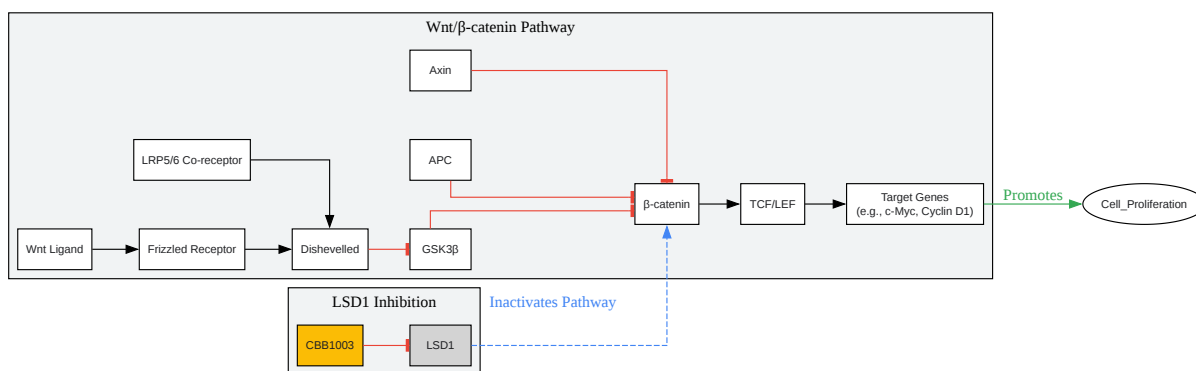 Wnt/β-catenin Pathway
Axin
LRP5/6 Co-receptor
APC
β-catenin
TCF/LEF
Target Genes
(e.g., c-Myc, Cyclin D1)
Promotes
Cell_Proliferation
Wnt Ligand
Frizzled Receptor
Dishevelled
GSK3β
LSD1 Inhibition
Inactivates Pathway
CBB1003
LSD1